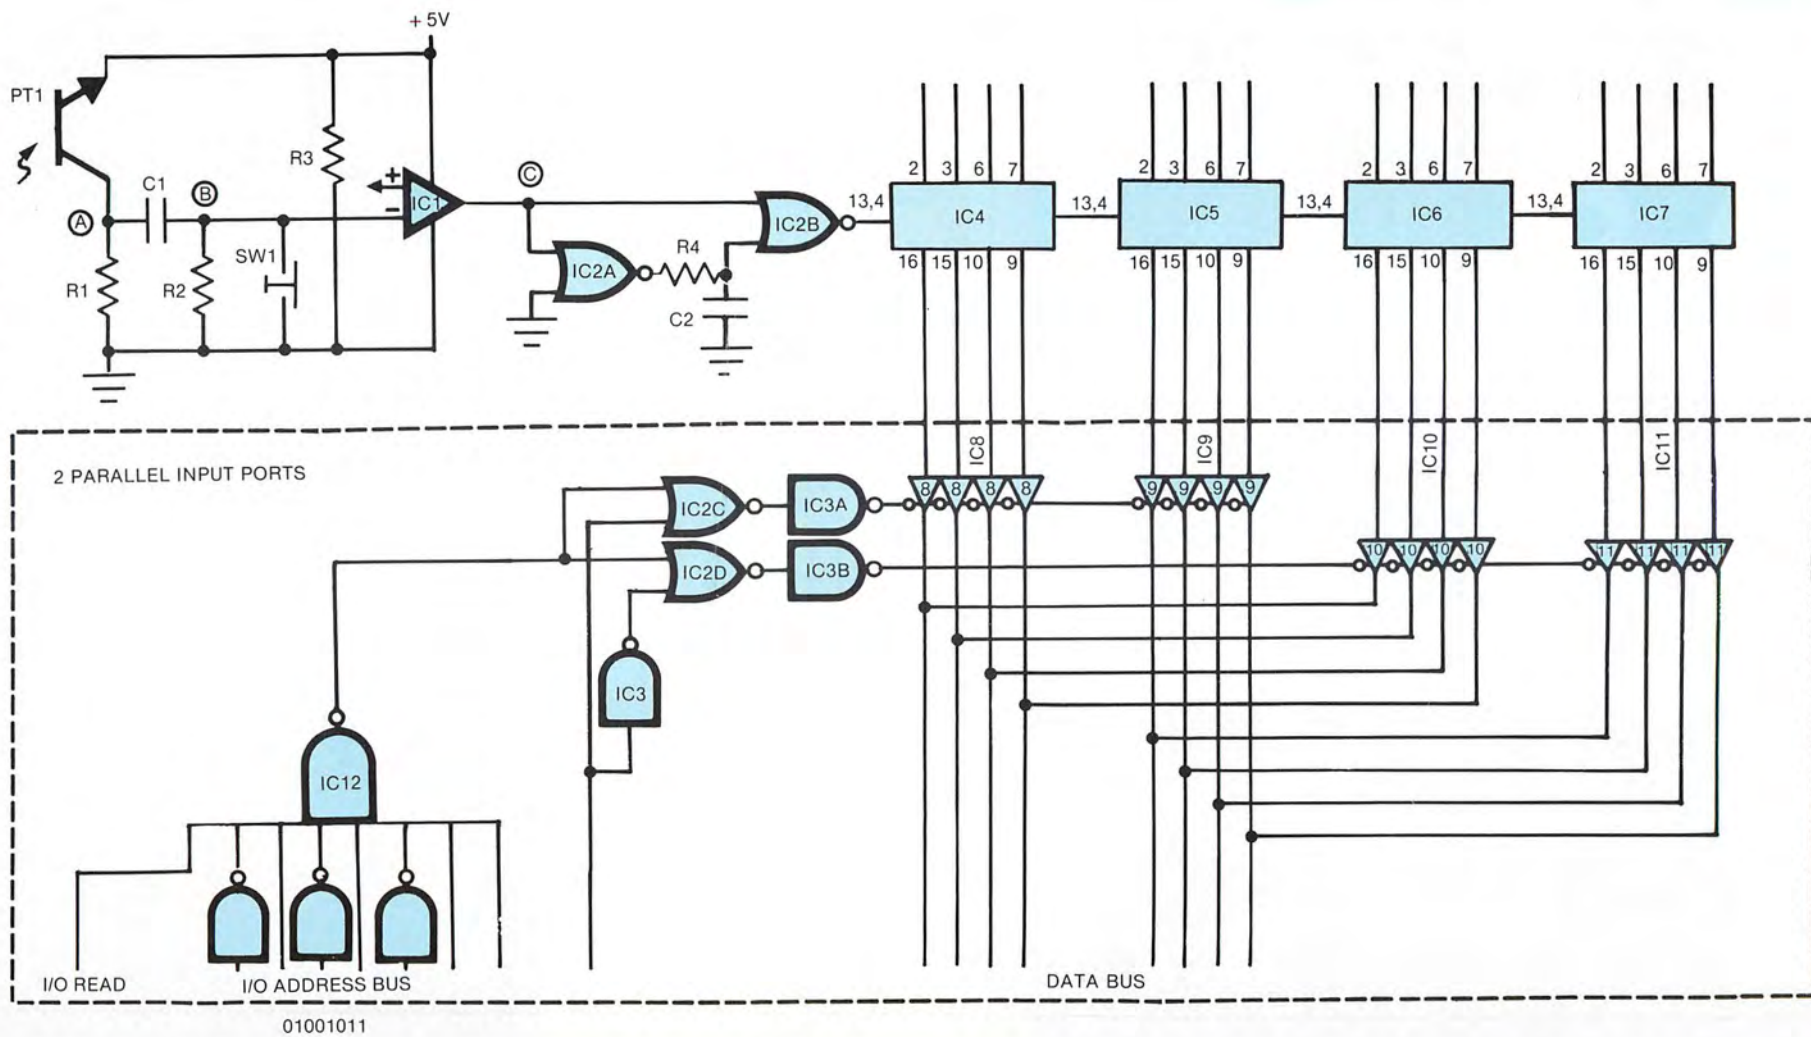 + 5V
PT1
R3
C1
B
A
+
−
IC1
C
R1
R2
SW1
IC2A
R4
C2
IC2B
13,4
2 3 6 7
IC4
16 15 10 9
13,4
2 3 6 7
IC5
16 15 10 9
13,4
2 3 6 7
IC6
16 15 10 9
13,4
2 3 6 7
IC7
16 15 10 9
2 PARALLEL INPUT PORTS
IC8
IC9
IC10
IC11
IC2C
IC3A
8 8 8 8
9 9 9 9
IC2D
IC3B
10 10 10 10
11 11 11 11
IC3
IC12
I/O READ
I/O ADDRESS BUS
DATA BUS
01001011